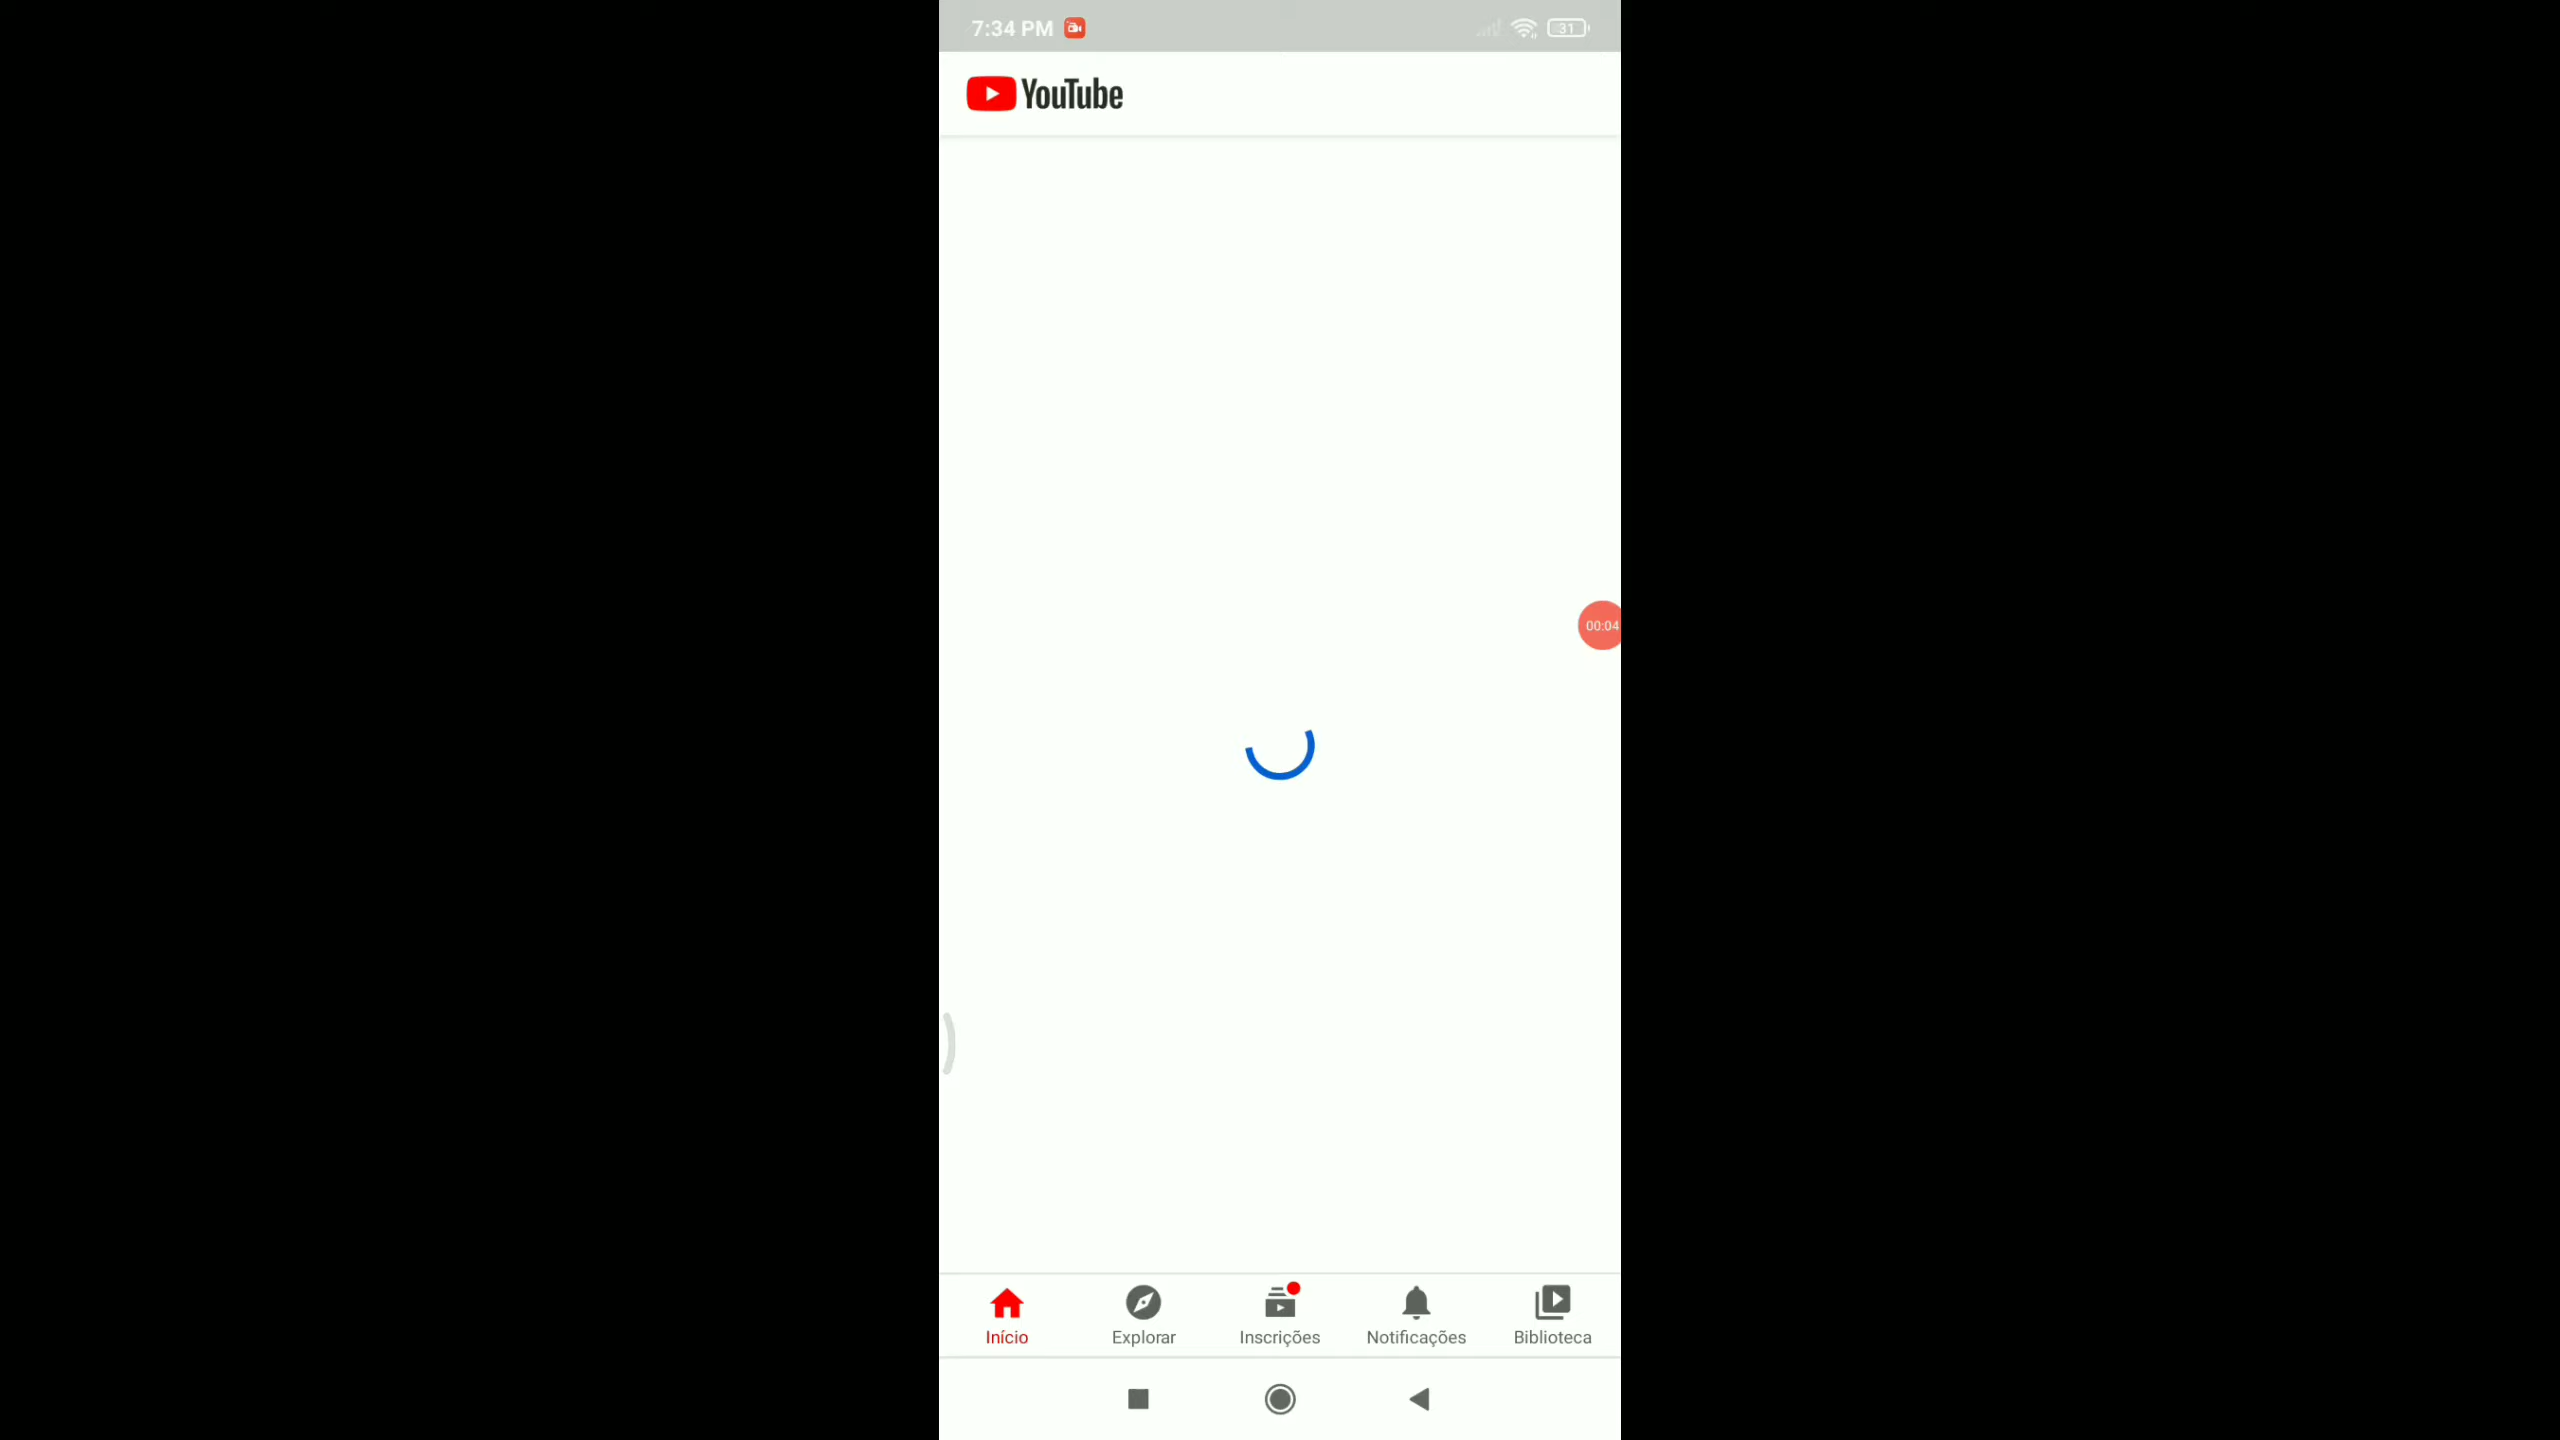 7:34 PM
31
YouTube
00:04
Início
Explorar
Inscrições
Notificações
Biblioteca